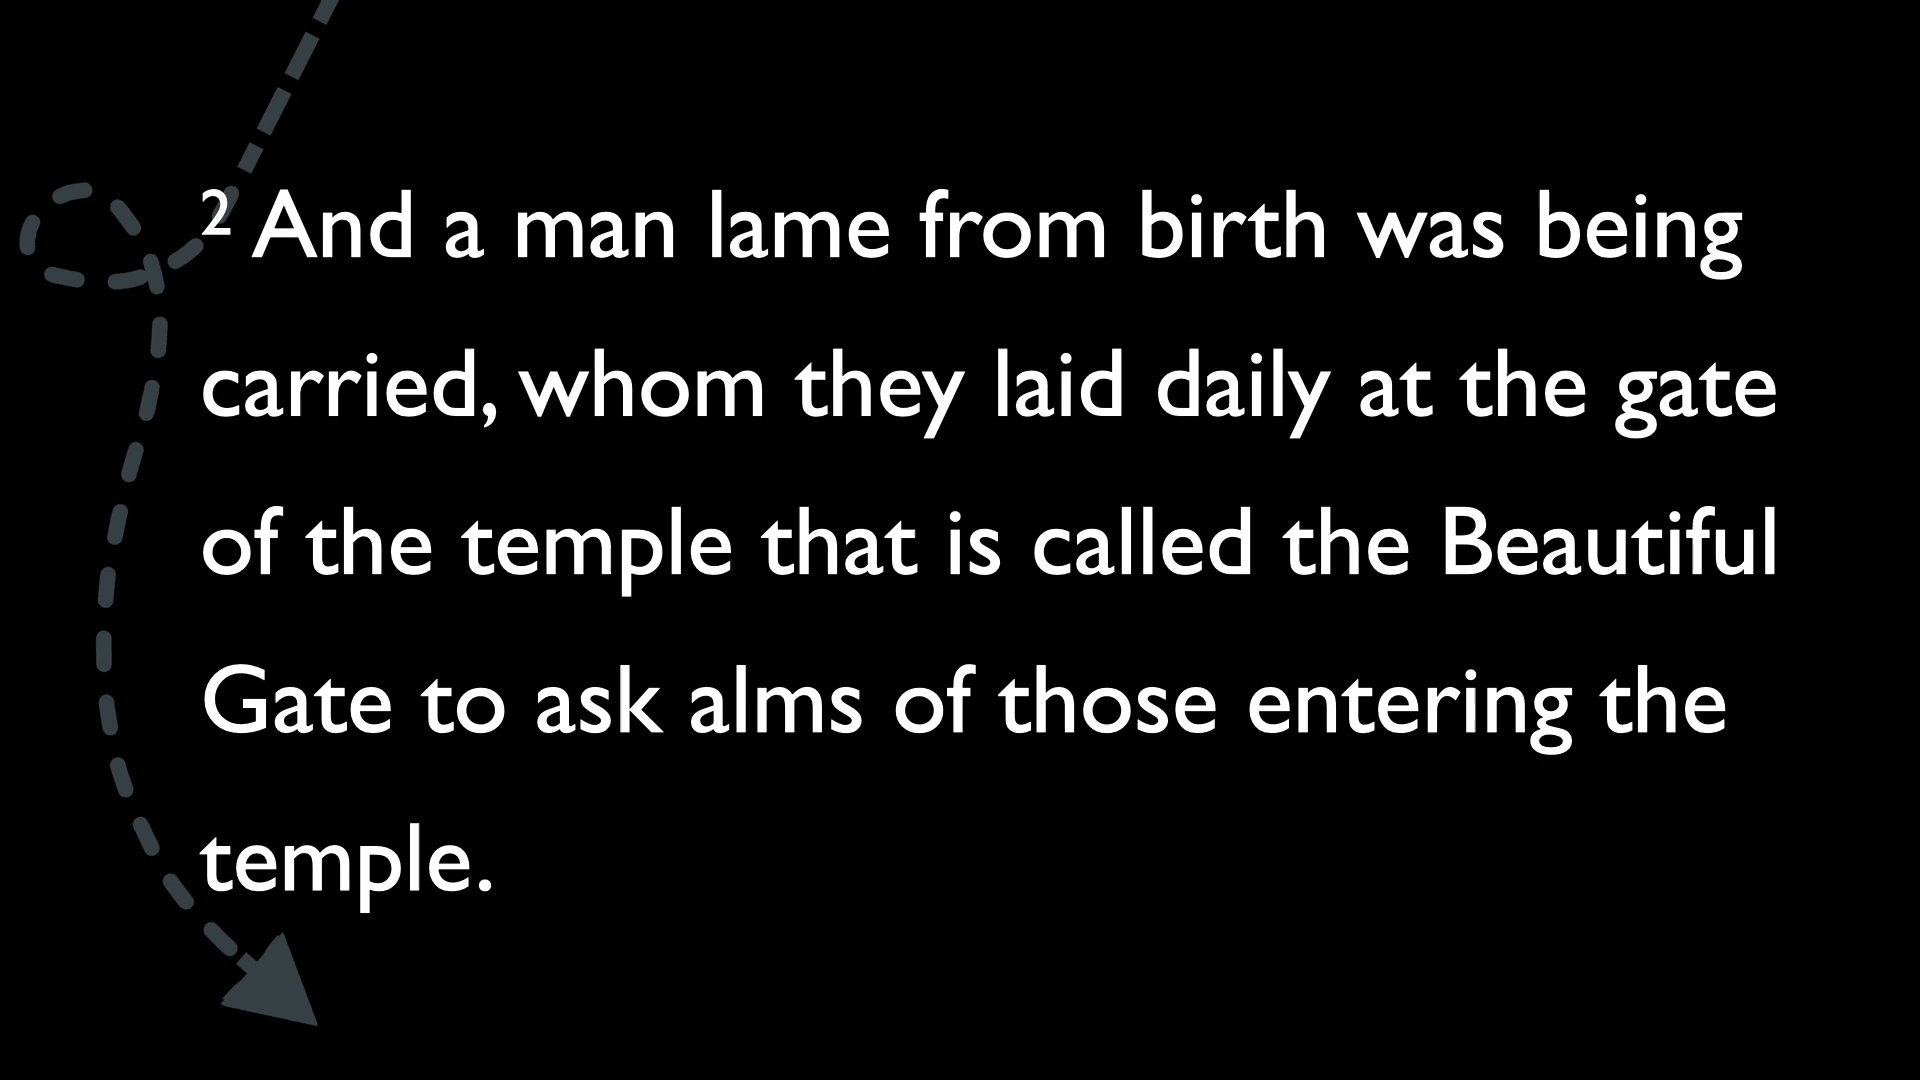 ² And a man lame from birth was being
carried, whom they laid daily at the gate
of the temple that is called the Beautiful
Gate to ask alms of those entering the
temple.